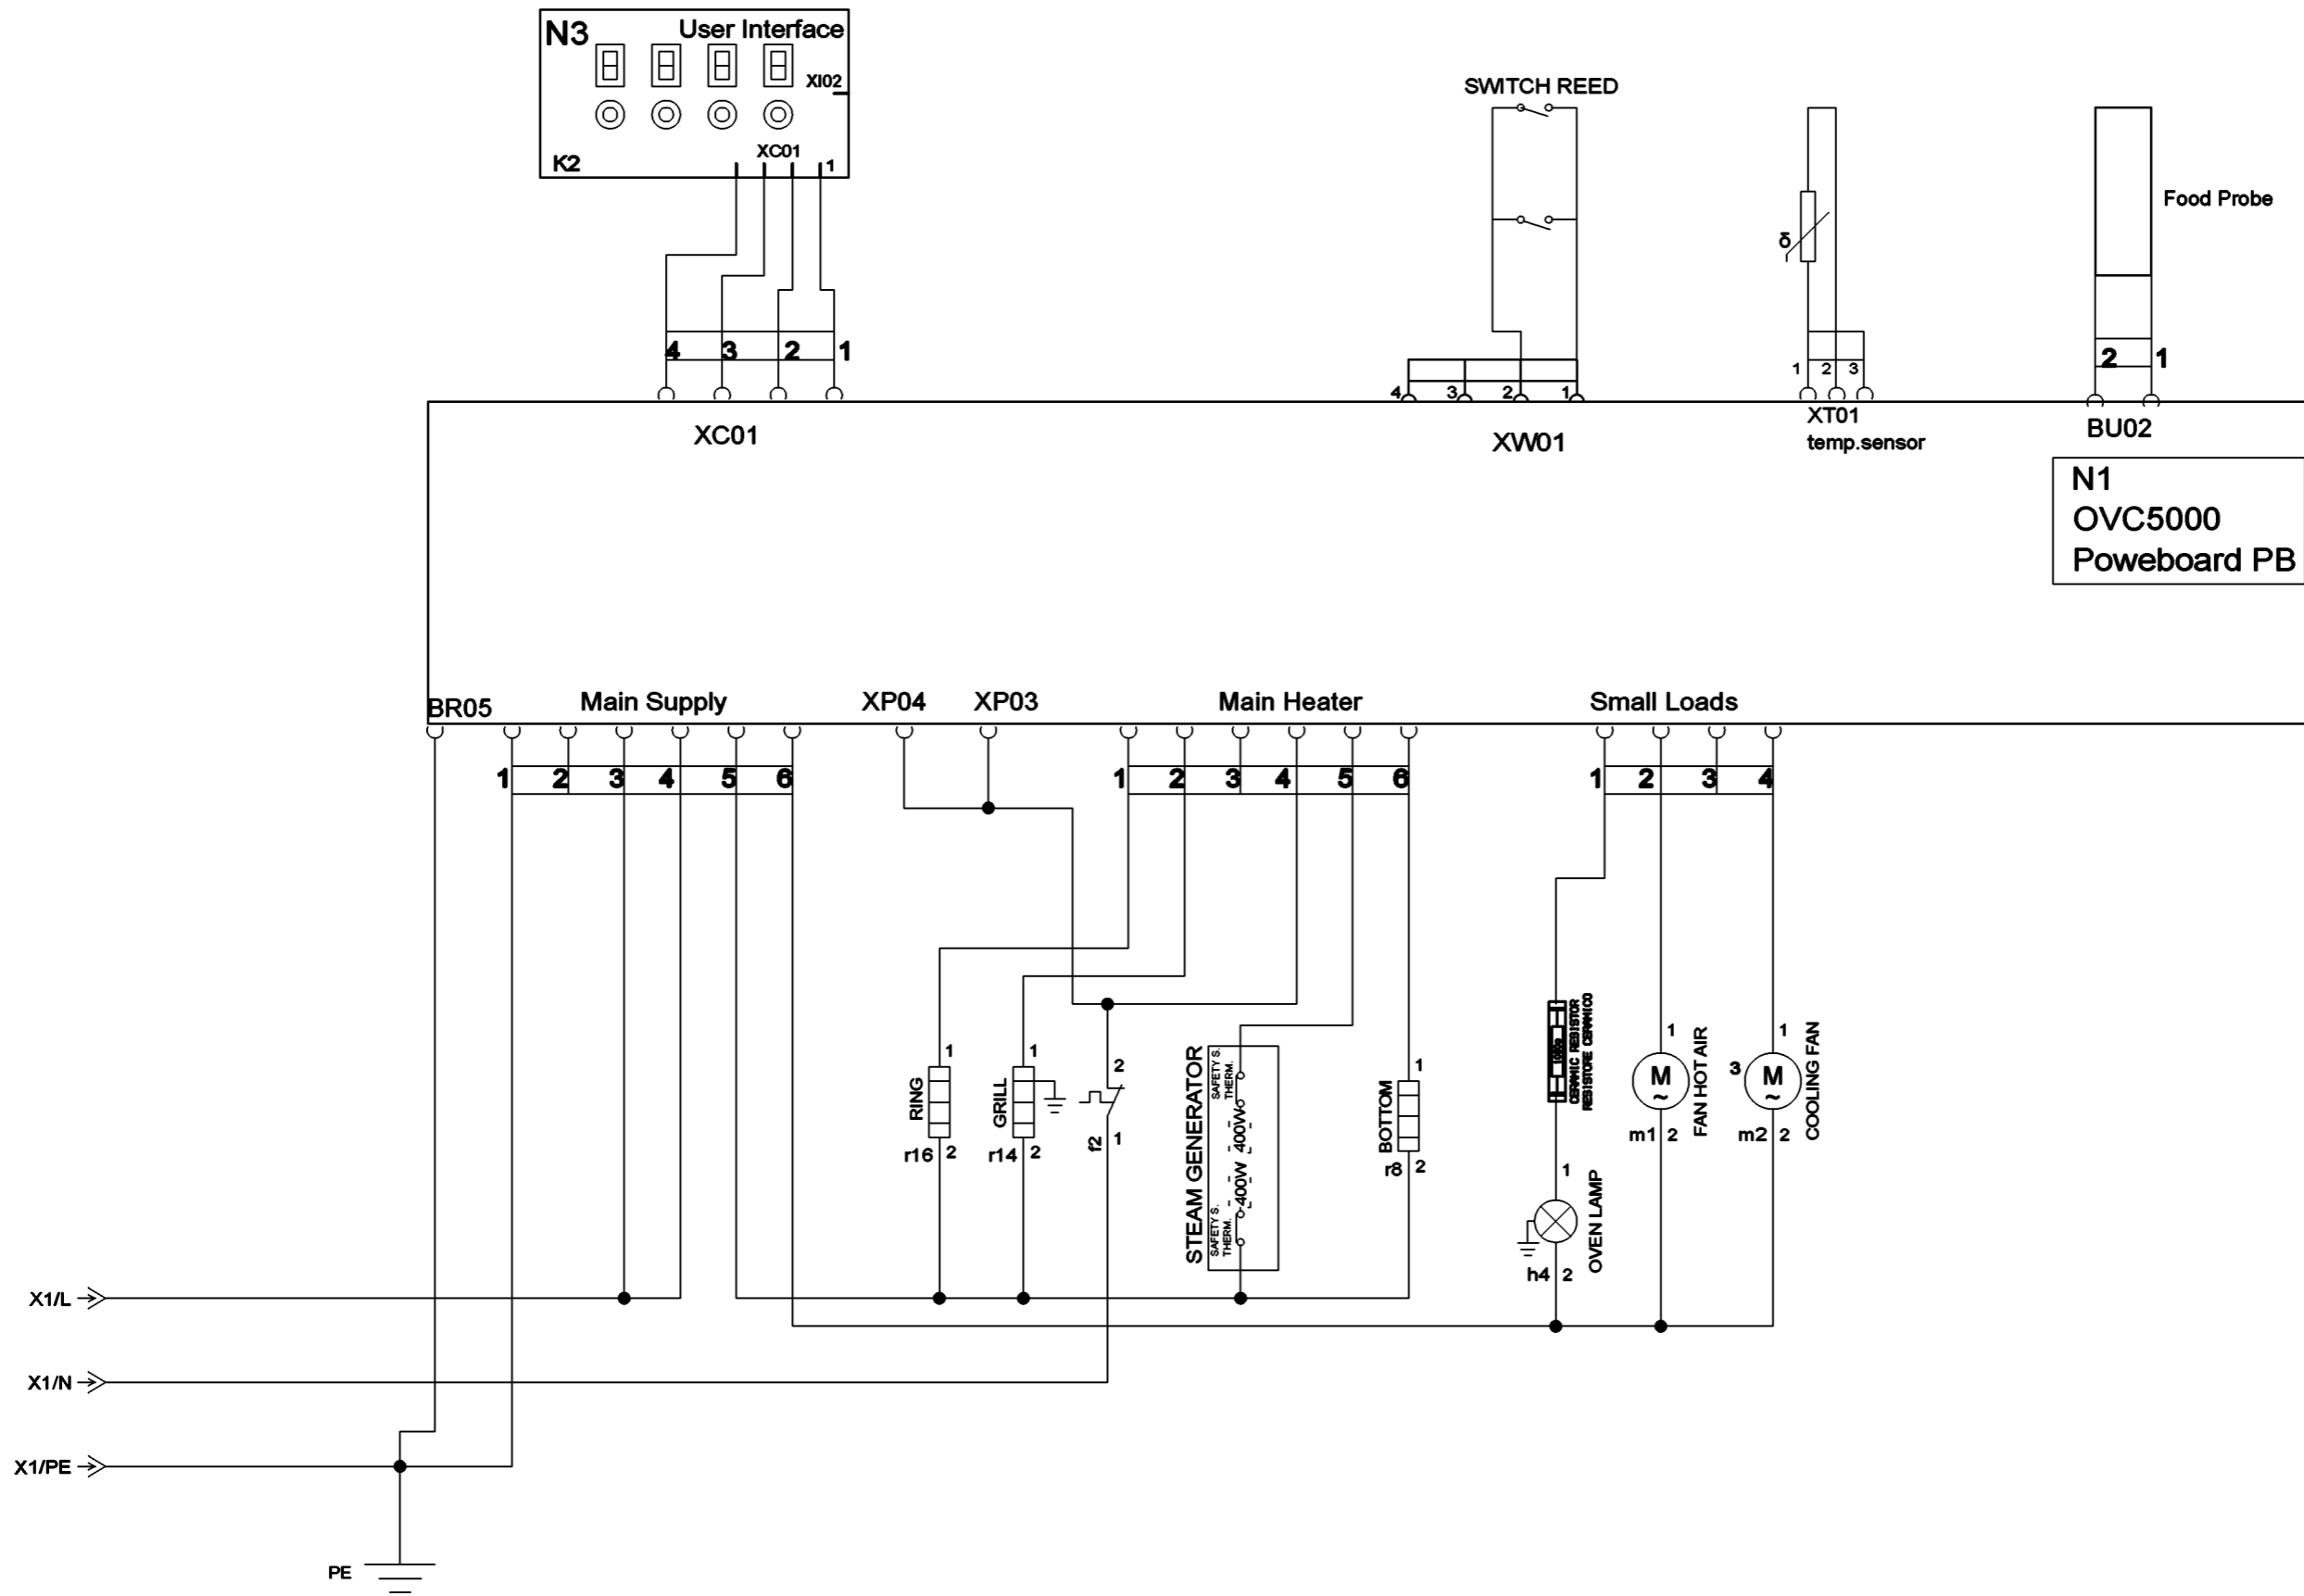 N3 User Interface
XI02
XC01
K2 1
SWITCH REED
Food Probe
δ
4 3 2 1
4 3 2 1
1 2 3
2 1
XC01
XW01
XT01
temp.sensor
BU02
N1
OVC5000
Poweboard PB
BR05 Main Supply XP04 XP03 Main Heater Small Loads
1 2 3 4 5 6
1 2 3 4 5 6
1 2 3 4
RING
1
r16 2
GRILL
1
r14 2
2
f2 1
STEAM GENERATOR
SAFETY S.
THERM.
400W
400W
SAFETY S.
THERM.
BOTTOM
1
r8 2
CERAMIC RESISTOR
RESISTORE CERAMICO
1
OVEN LAMP
h4 2
1
M
~
FAN HOT AIR
m1 2
1
3 M
~
COOLING FAN
m2 2
X1/L
X1/N
X1/PE
PE